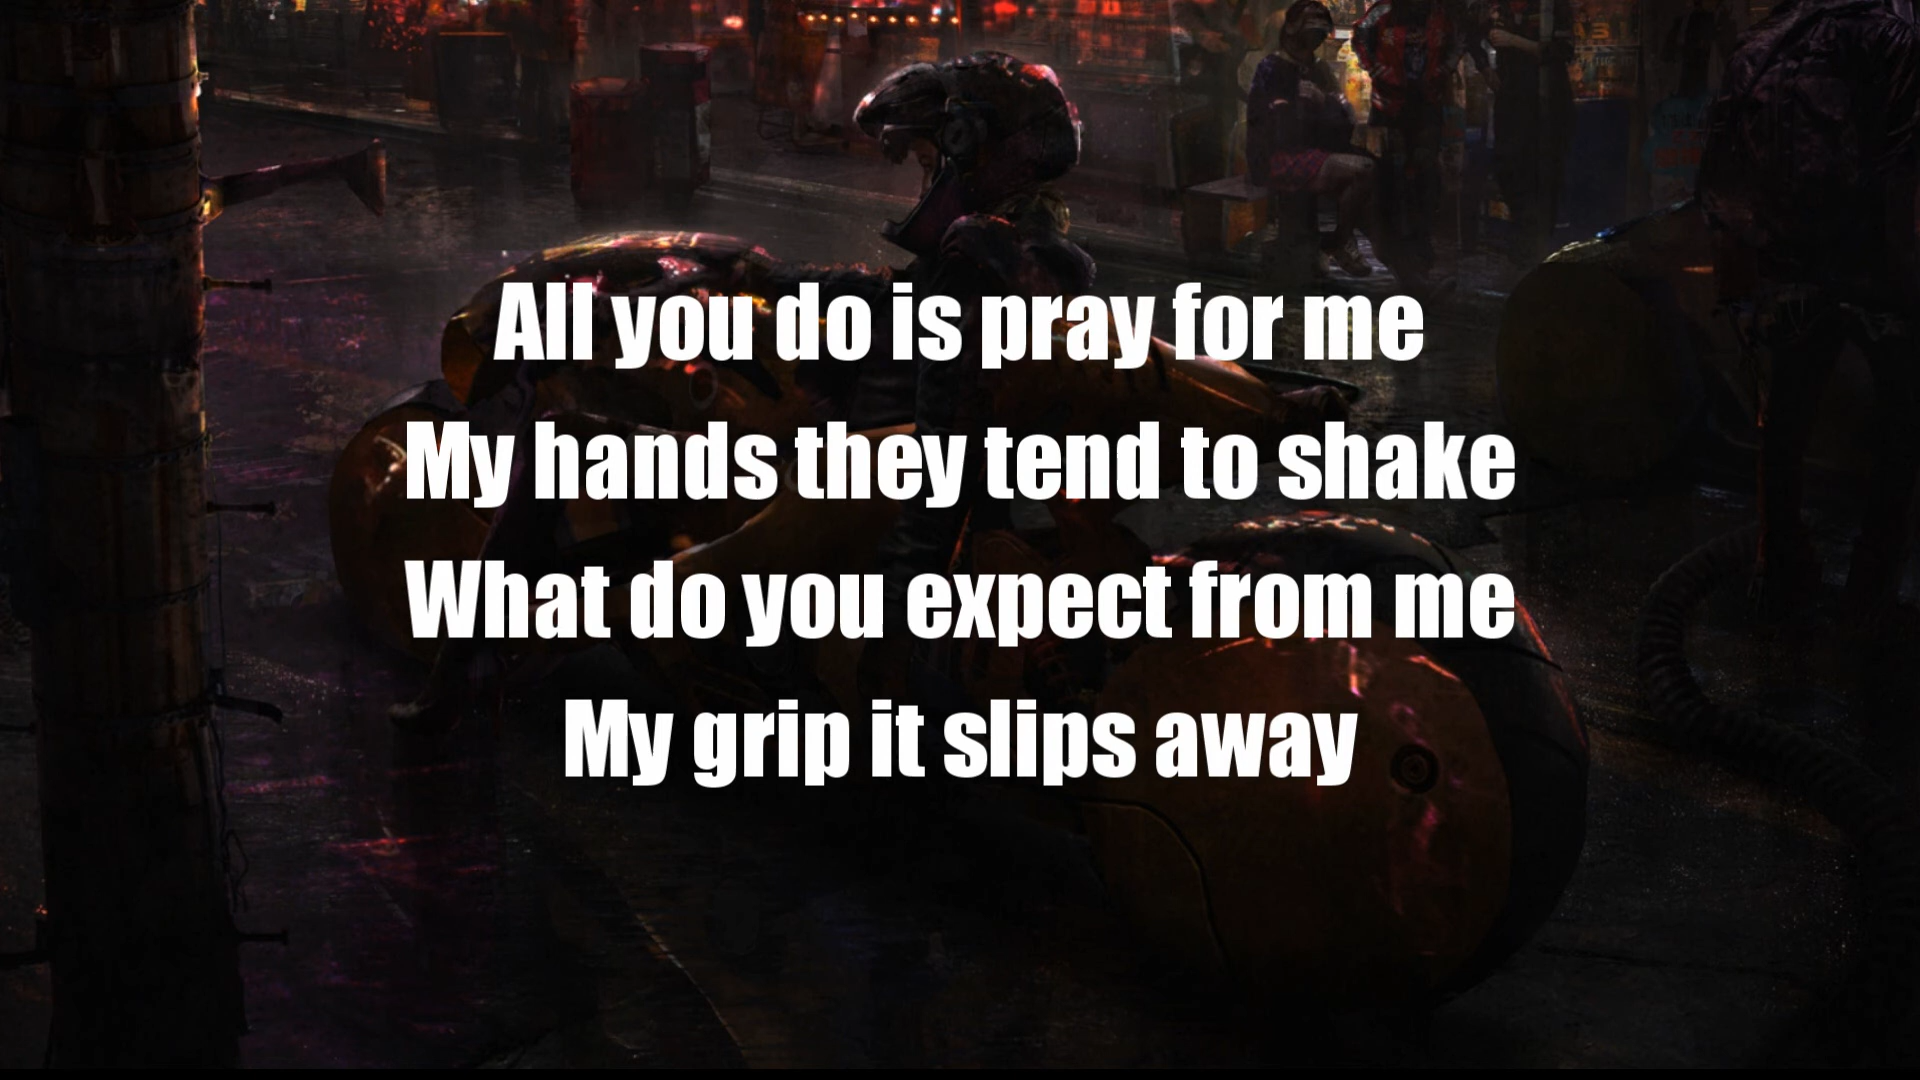 All you do is pray for me
My hands they tend to shake
What do you expect from me
My grip it slips away